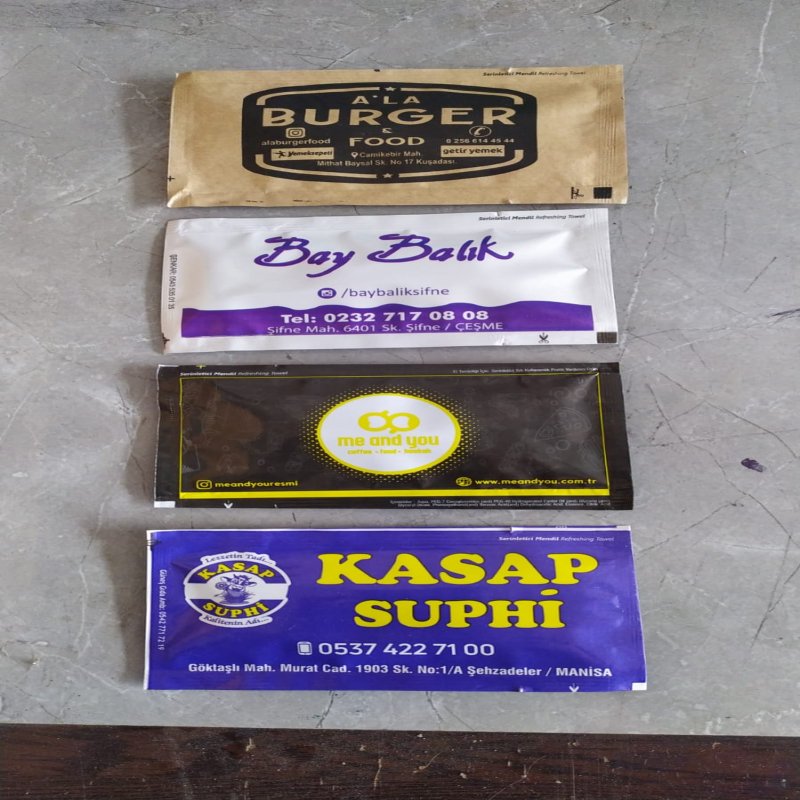 Serinletici Mendil Refreshing Towel
A'LA
BURGER
&
FOOD
alaburgerfood
0 256 614 45 44
Yemeksepeti
Camikebir Mah.
getir yemek
Mithat Baysal Sk. No 17 Kuşadası.
Serinletici Mendil Refreshing Towel
Bay Balık
/baybaliksifne
Tel: 0232 717 08 08
Şifne Mah. 6401 Sk. Şifne / ÇEŞME
Serinletici Mendil Refreshing Towel
me and you
coffee - food - hookah
meandyouresmi
www.meandyou.com.tr
Serinletici Mendil Refreshing Towel
Lezzetin Tadı...
KASAP
SUPHİ
Kalitenin Adı...
KASAP
SUPHİ
0537 422 71 00
Göktaşlı Mah. Murat Cad. 1903 Sk. No:1/A Şehzadeler / MANİSA